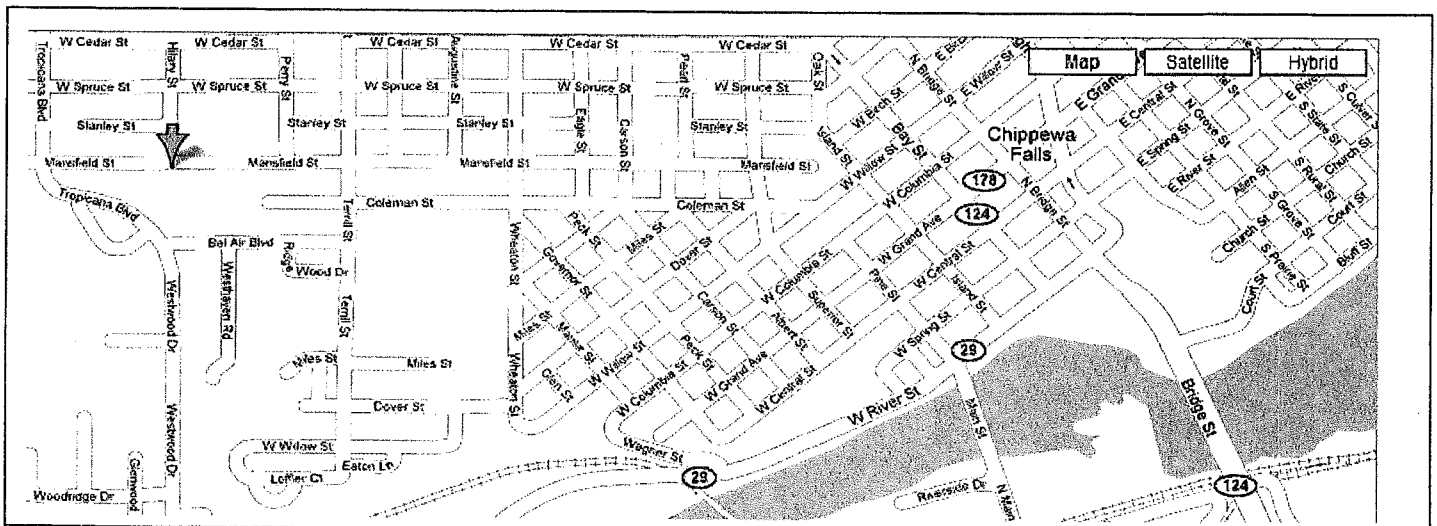 W Cedar St
W Cedar St
W Cedar St
W Cedar St
W Cedar St
Tropicana Blvd
Hilary St
Perry St
Augustine St
Pearl St
Oak St
N Bridge St
E Willow St
Map
Satellite
Hybrid
W Spruce St
W Spruce St
W Spruce St
W Spruce St
W Spruce St
W Birch St
E Grand
E Central St
N Grove St
S State St
S Culver St
Stanley St
Stanley St
Stanley St
Eagle St
Carson St
Stanley St
Island St
Bay St
Chippewa
Falls
E Spring St
E River St
Church St
Mansfield St
Mansfield St
Mansfield St
Mansfield St
W Willow St
W Columbia St
178
N Bridge St
Allen St
S Rural St
Tropicana Blvd
Coleman St
Coleman St
124
S Grove St
Court St
Terrill St
Wheaton St
Peck St
Miles St
Dover St
W Grand Ave
Church St
Bluff St
Bel Air Blvd
Ridge
Wood Dr
Governor St
W Columbia St
W Central St
S Prairie St
Westhaven Rd
Pine St
Island St
Court St
Westwood Dr
Terrill St
Carson St
Superior St
Miles St
Albert St
W Spring St
29
Miles St
Miles St
Wheaton St
W Willow St
Peck St
W Grand Ave
Glen St
W Columbia St
W Central St
Dover St
W River St
Main St
Bridge St
Westwood Dr
W Willow St
Wagner St
Eaton Ln
Loffler Ct
29
Woodridge Dr
Glenwood
Riverside Dr
N Main
124